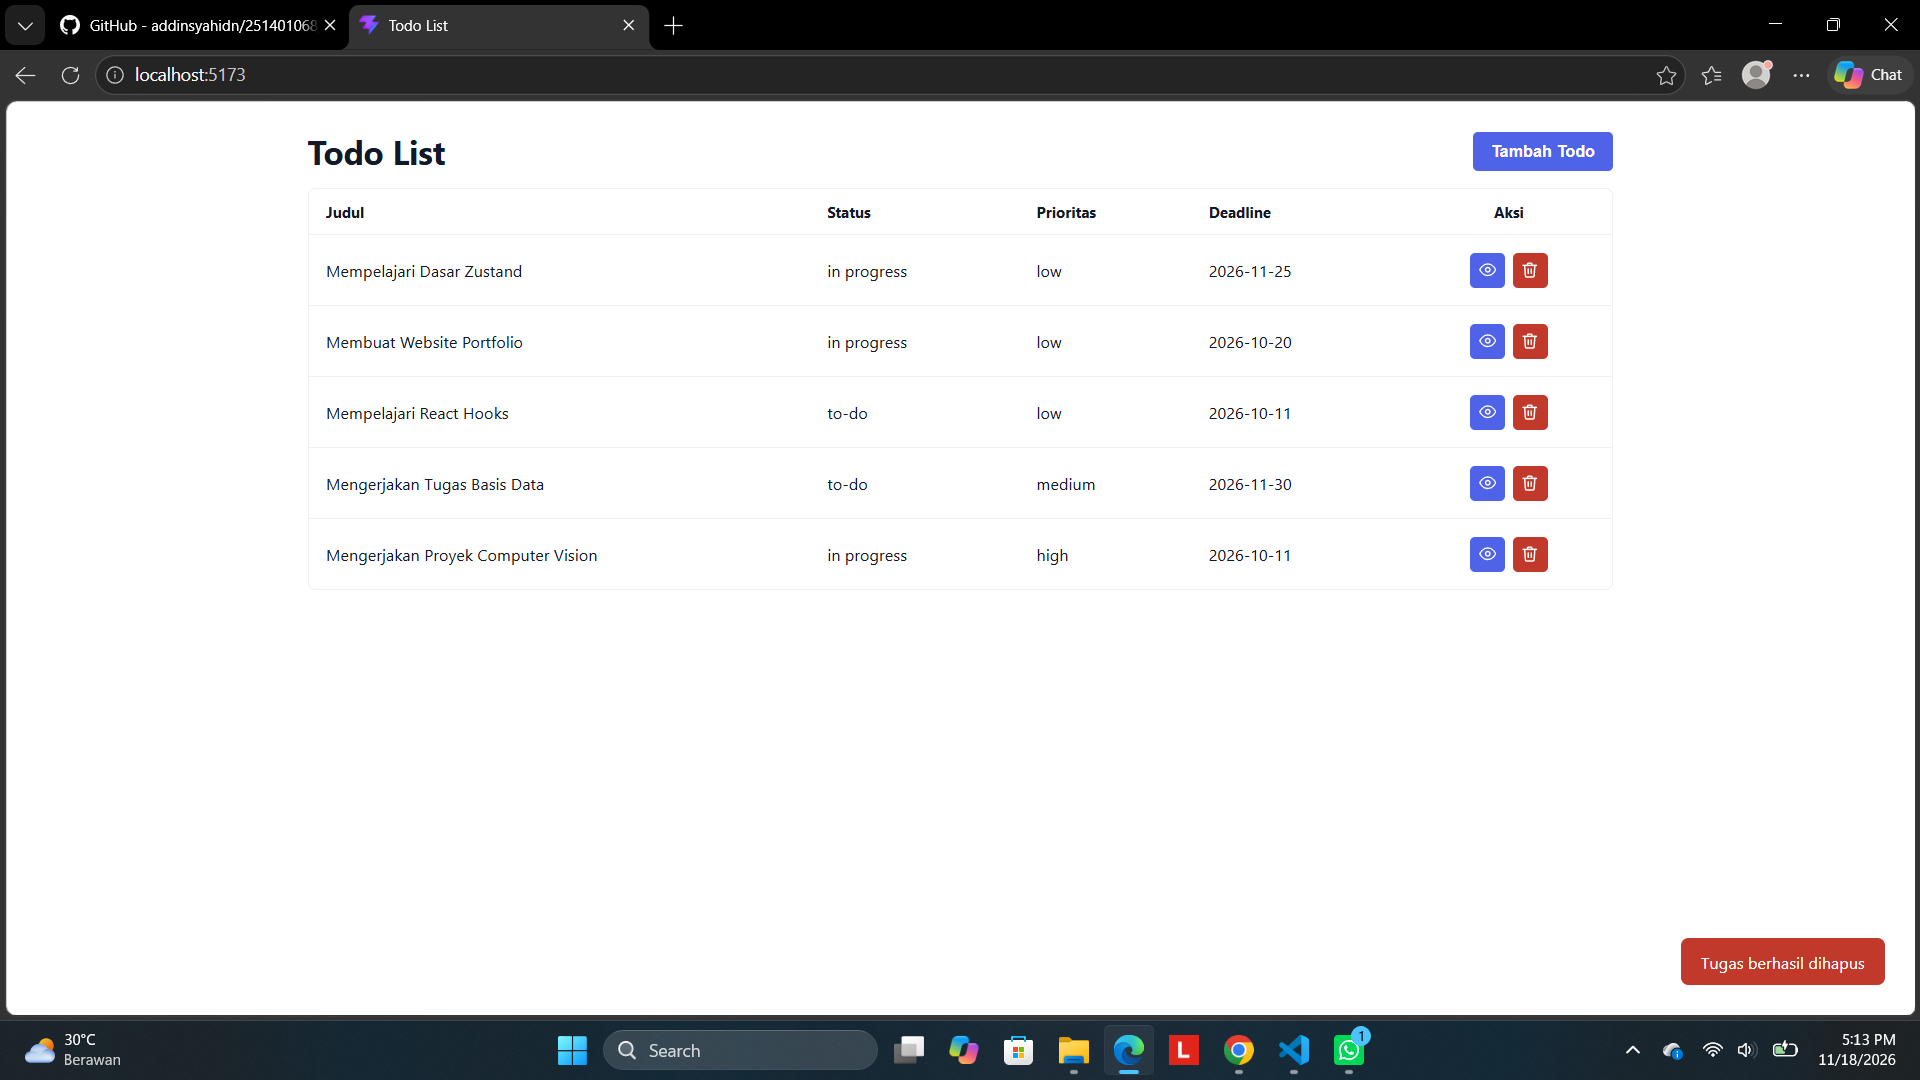 GitHub - addinsyahidn/251401068
Todo List
localhost:5173
Chat
Todo List
Tambah Todo
Judul Status Prioritas Deadline Aksi
Mempelajari Dasar Zustand in progress low 2026-11-25
Membuat Website Portfolio in progress low 2026-10-20
Mempelajari React Hooks to-do low 2026-10-11
Mengerjakan Tugas Basis Data to-do medium 2026-11-30
Mengerjakan Proyek Computer Vision in progress high 2026-10-11
Tugas berhasil dihapus
30°C
Berawan
Search
L
1
5:13 PM
11/18/2026